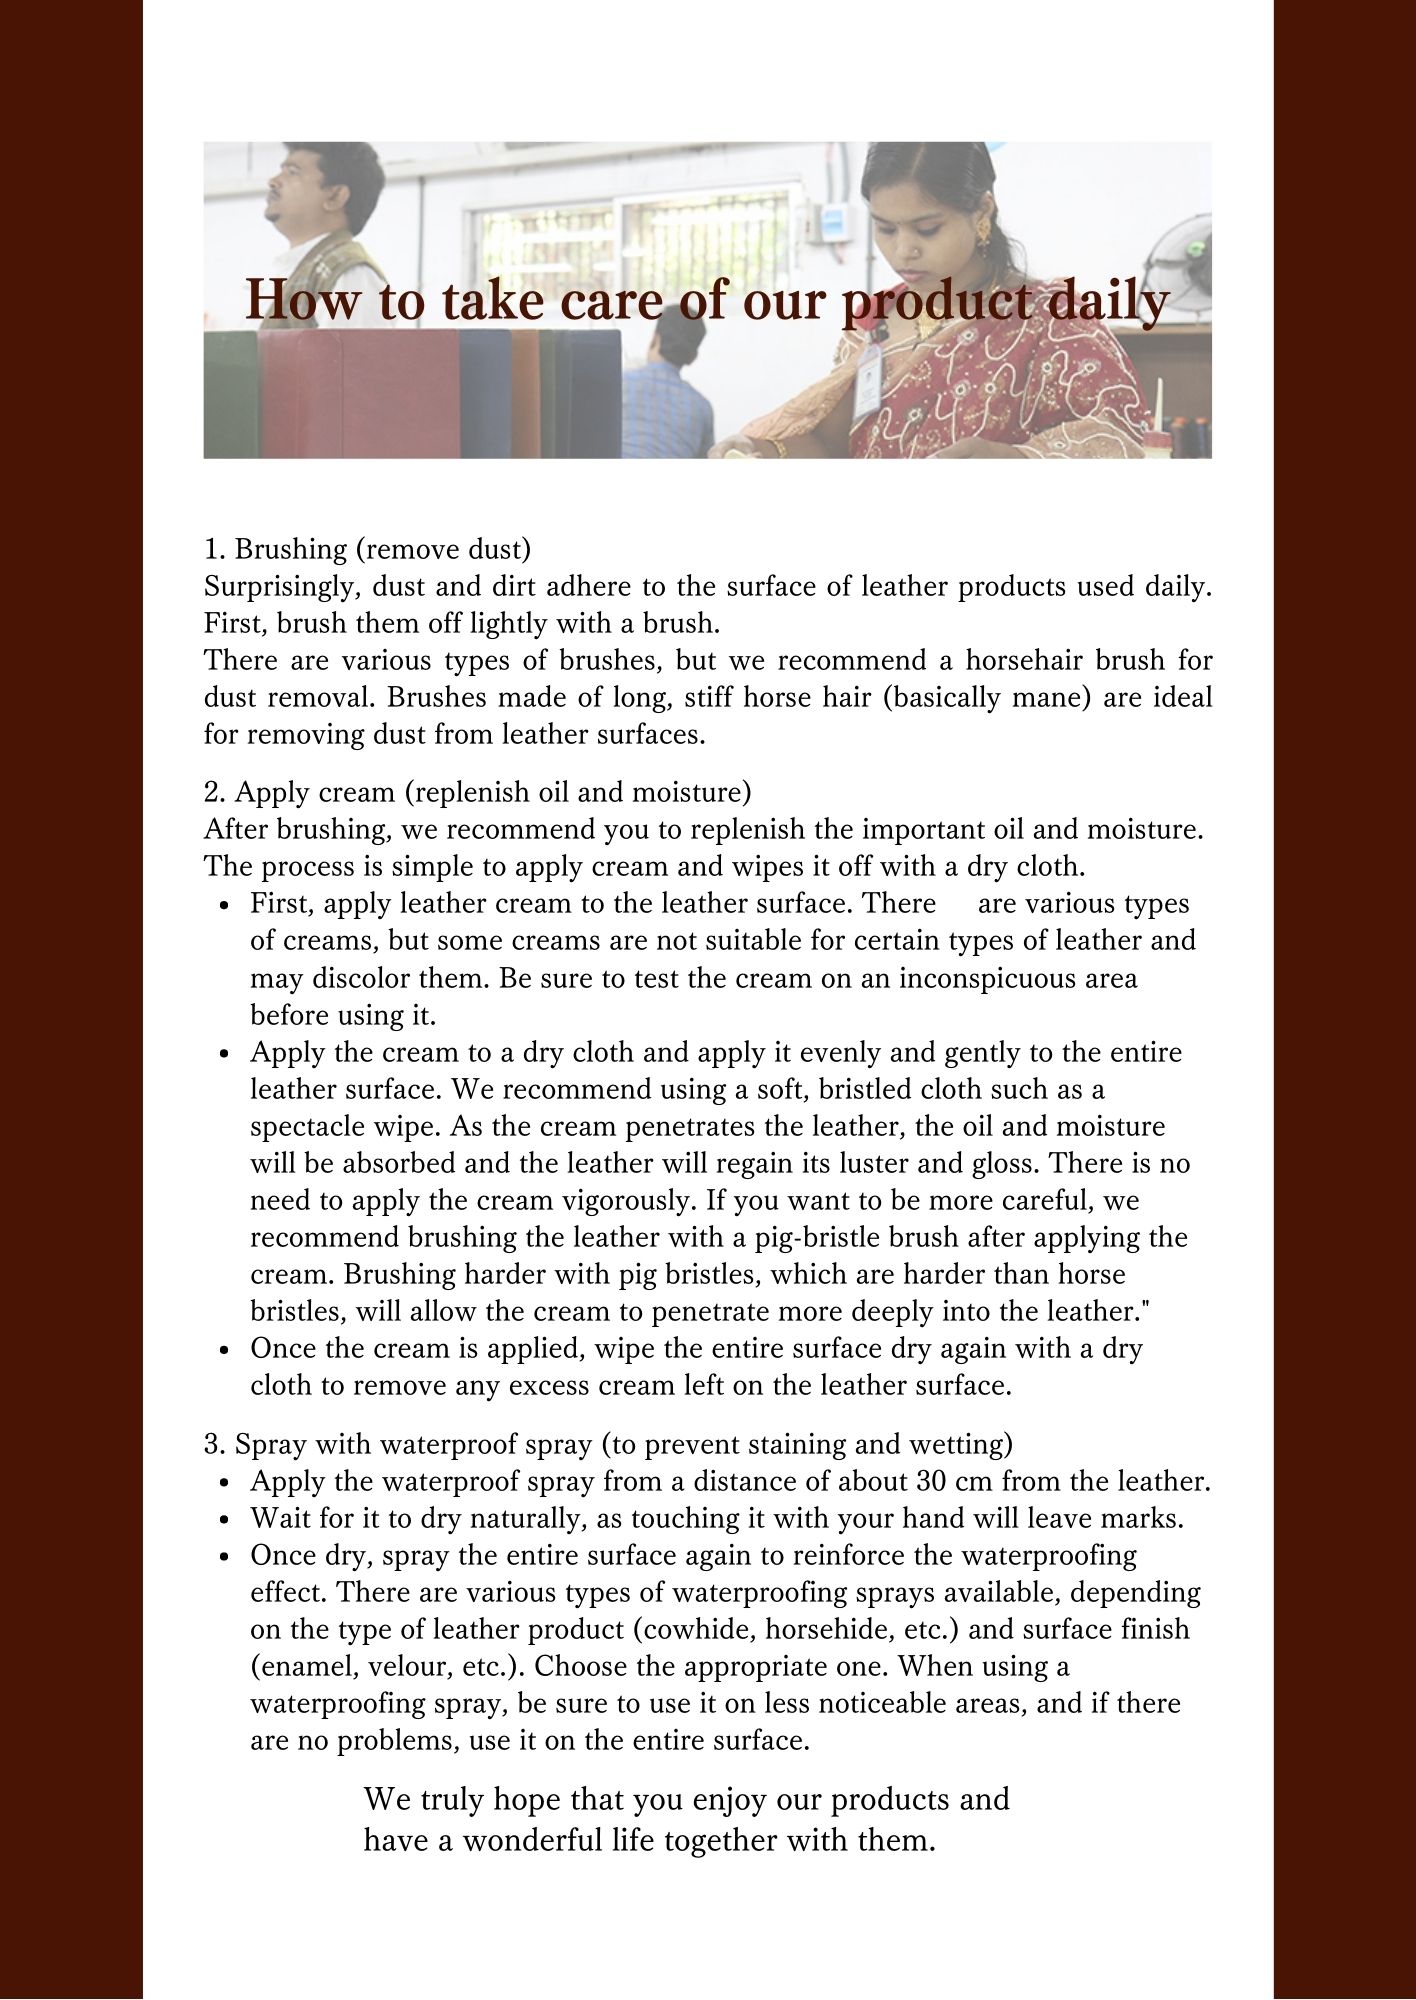 How to take care of our product daily
1. Brushing (remove dust)
Surprisingly, dust and dirt adhere to the surface of leather products used daily.
First, brush them off lightly with a brush.
There are various types of brushes, but we recommend a horsehair brush for
dust removal. Brushes made of long, stiff horse hair (basically mane) are ideal
for removing dust from leather surfaces.
2. Apply cream (replenish oil and moisture)
After brushing, we recommend you to replenish the important oil and moisture.
The process is simple to apply cream and wipes it off with a dry cloth.
• First, apply leather cream to the leather surface. There are various types
of creams, but some creams are not suitable for certain types of leather and
may discolor them. Be sure to test the cream on an inconspicuous area
before using it.
• Apply the cream to a dry cloth and apply it evenly and gently to the entire
leather surface. We recommend using a soft, bristled cloth such as a
spectacle wipe. As the cream penetrates the leather, the oil and moisture
will be absorbed and the leather will regain its luster and gloss. There is no
need to apply the cream vigorously. If you want to be more careful, we
recommend brushing the leather with a pig-bristle brush after applying the
cream. Brushing harder with pig bristles, which are harder than horse
bristles, will allow the cream to penetrate more deeply into the leather."
• Once the cream is applied, wipe the entire surface dry again with a dry
cloth to remove any excess cream left on the leather surface.
3. Spray with waterproof spray (to prevent staining and wetting)
• Apply the waterproof spray from a distance of about 30 cm from the leather.
• Wait for it to dry naturally, as touching it with your hand will leave marks.
• Once dry, spray the entire surface again to reinforce the waterproofing
effect. There are various types of waterproofing sprays available, depending
on the type of leather product (cowhide, horsehide, etc.) and surface finish
(enamel, velour, etc.). Choose the appropriate one. When using a
waterproofing spray, be sure to use it on less noticeable areas, and if there
are no problems, use it on the entire surface.
We truly hope that you enjoy our products and
have a wonderful life together with them.